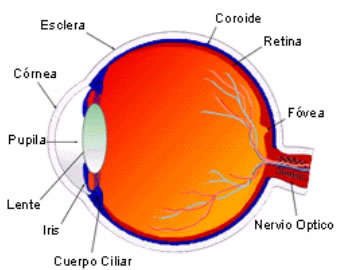 Coroide
Esclera
Retina
Córnea
Fóvea
Pupila
Lente
Nervio Optico
Iris
Cuerpo Ciliar